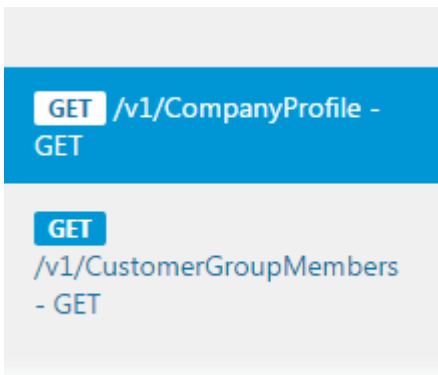 GET /v1/CompanyProfile -
GET
GET
/v1/CustomerGroupMembers
- GET